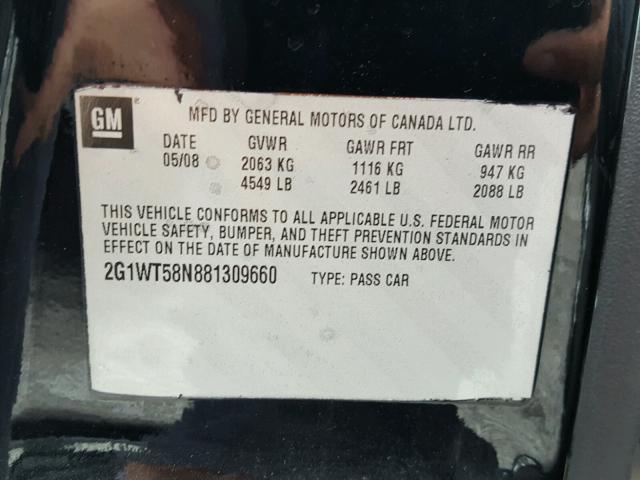 GM ®
MFD BY GENERAL MOTORS OF CANADA LTD.
DATE GVWR GAWR FRT GAWR RR
05/08 2063 KG 1116 KG 947 KG
4549 LB 2461 LB 2088 LB
THIS VEHICLE CONFORMS TO ALL APPLICABLE U.S. FEDERAL MOTOR
VEHICLE SAFETY, BUMPER, AND THEFT PREVENTION STANDARDS IN
EFFECT ON THE DATE OF MANUFACTURE SHOWN ABOVE.
2G1WT58N881309660 TYPE: PASS CAR